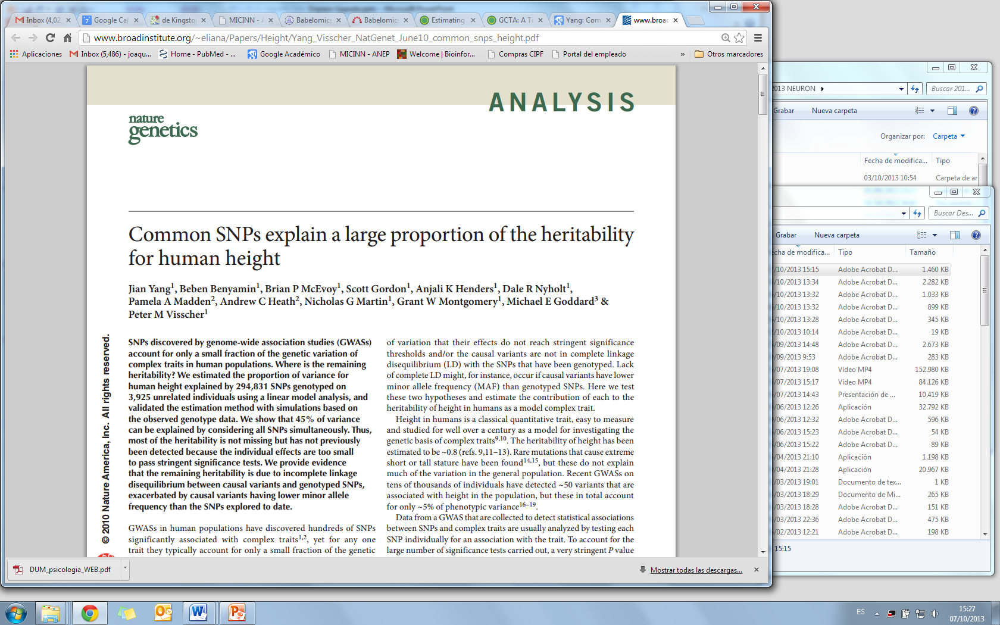 Inbox (4,02
Google Cal
de Kingsto
MICINN - A
Babelomics
Babelomic
Estimating
GCTA: A T
Yang: Com
www.broad
www.broadinstitute.org/~eliana/Papers/Height/Yang_Visscher_NatGenet_June10_common_snps_height.pdf
Aplicaciones
Inbox (5,486) - joaqu...
Home - PubMed - ...
Google Académico
MICINN - ANEP
Welcome | Bioinfor...
Compras CIPF
Portal del empleado
»
Otros marcadores
ANALYSIS
nature
genetics
Common SNPs explain a large proportion of the heritability
for human height
Jian Yang1, Beben Benyamin1, Brian P McEvoy1, Scott Gordon1, Anjali K Henders1, Dale R Nyholt1,
Pamela A Madden2, Andrew C Heath2, Nicholas G Martin1, Grant W Montgomery1, Michael E Goddard3 &
Peter M Visscher1
© 2010 Nature America, Inc. All rights reserved.
SNPs discovered by genome-wide association studies (GWASs)
account for only a small fraction of the genetic variation of
complex traits in human populations. Where is the remaining
heritability? We estimated the proportion of variance for
human height explained by 294,831 SNPs genotyped on
3,925 unrelated individuals using a linear model analysis, and
validated the estimation method with simulations based on
the observed genotype data. We show that 45% of variance
can be explained by considering all SNPs simultaneously. Thus,
most of the heritability is not missing but has not previously
been detected because the individual effects are too small
to pass stringent significance tests. We provide evidence
that the remaining heritability is due to incomplete linkage
disequilibrium between causal variants and genotyped SNPs,
exacerbated by causal variants having lower minor allele
frequency than the SNPs explored to date.
GWASs in human populations have discovered hundreds of SNPs
significantly associated with complex traits1,2, yet for any one
trait they typically account for only a small fraction of the genetic
of variation that their effects do not reach stringent significance
thresholds and/or the causal variants are not in complete linkage
disequilibrium (LD) with the SNPs that have been genotyped. Lack
of complete LD might, for instance, occur if causal variants have lower
minor allele frequency (MAF) than genotyped SNPs. Here we test
these two hypotheses and estimate the contribution of each to the
heritability of height in humans as a model complex trait.
Height in humans is a classical quantitative trait, easy to measure
and studied for well over a century as a model for investigating the
genetic basis of complex traits9,10. The heritability of height has been
estimated to be ~0.8 (refs. 9,11–13). Rare mutations that cause extreme
short or tall stature have been found14,15, but these do not explain
much of the variation in the general population. Recent GWASs on
tens of thousands of individuals have detected ~50 variants that are
associated with height in the population, but these in total account
for only ~5% of phenotypic variance16–19.
Data from a GWAS that are collected to detect statistical associations
between SNPs and complex traits are usually analyzed by testing each
SNP individually for an association with the trait. To account for the
large number of significance tests carried out, a very stringent P value
DUM_psicologia_WEB.pdf
Mostrar todas las descargas...
2013 NEURON
Buscar 201...
Grabar
Nueva carpeta
Organizar por: Carpeta
Fecha de modifica... Tipo
03/10/2013 10:54 Carpeta de ar
Buscar Des...
Grabar
Nueva carpeta
echa de modifica... Tipo Tamaño
/10/2013 15:15 Adobe Acrobat D... 1.460 KB
/10/2013 13:34 Adobe Acrobat D... 2.282 KB
/10/2013 13:32 Adobe Acrobat D... 1.033 KB
/10/2013 13:32 Adobe Acrobat D... 899 KB
/10/2013 13:28 Adobe Acrobat D... 345 KB
/10/2013 10:14 Adobe Acrobat D... 19 KB
/09/2013 14:48 Adobe Acrobat D... 2.673 KB
/09/2013 9:53 Adobe Acrobat D... 283 KB
/07/2013 19:08 Vídeo MP4 152.980 KB
/07/2013 15:17 Vídeo MP4 84.126 KB
/07/2013 14:43 Presentación de ... 10.419 KB
/06/2013 12:26 Aplicación 32.792 KB
/06/2013 12:32 Adobe Acrobat D... 596 KB
/06/2013 15:23 Adobe Acrobat D... 54 KB
/06/2013 15:22 Adobe Acrobat D... 89 KB
/04/2013 21:10 Aplicación 1.198 KB
/04/2013 21:28 Aplicación 20.967 KB
/03/2013 19:01 Documento de tex... 1 KB
/03/2013 18:29 Documento de Mi... 265 KB
/03/2013 18:28 Adobe Acrobat D... 151 KB
/03/2013 22:36 Adobe Acrobat D... 475 KB
/02/2013 12:21 Adobe Acrobat D... 198 KB
15:15
ES
15:27
07/10/2013